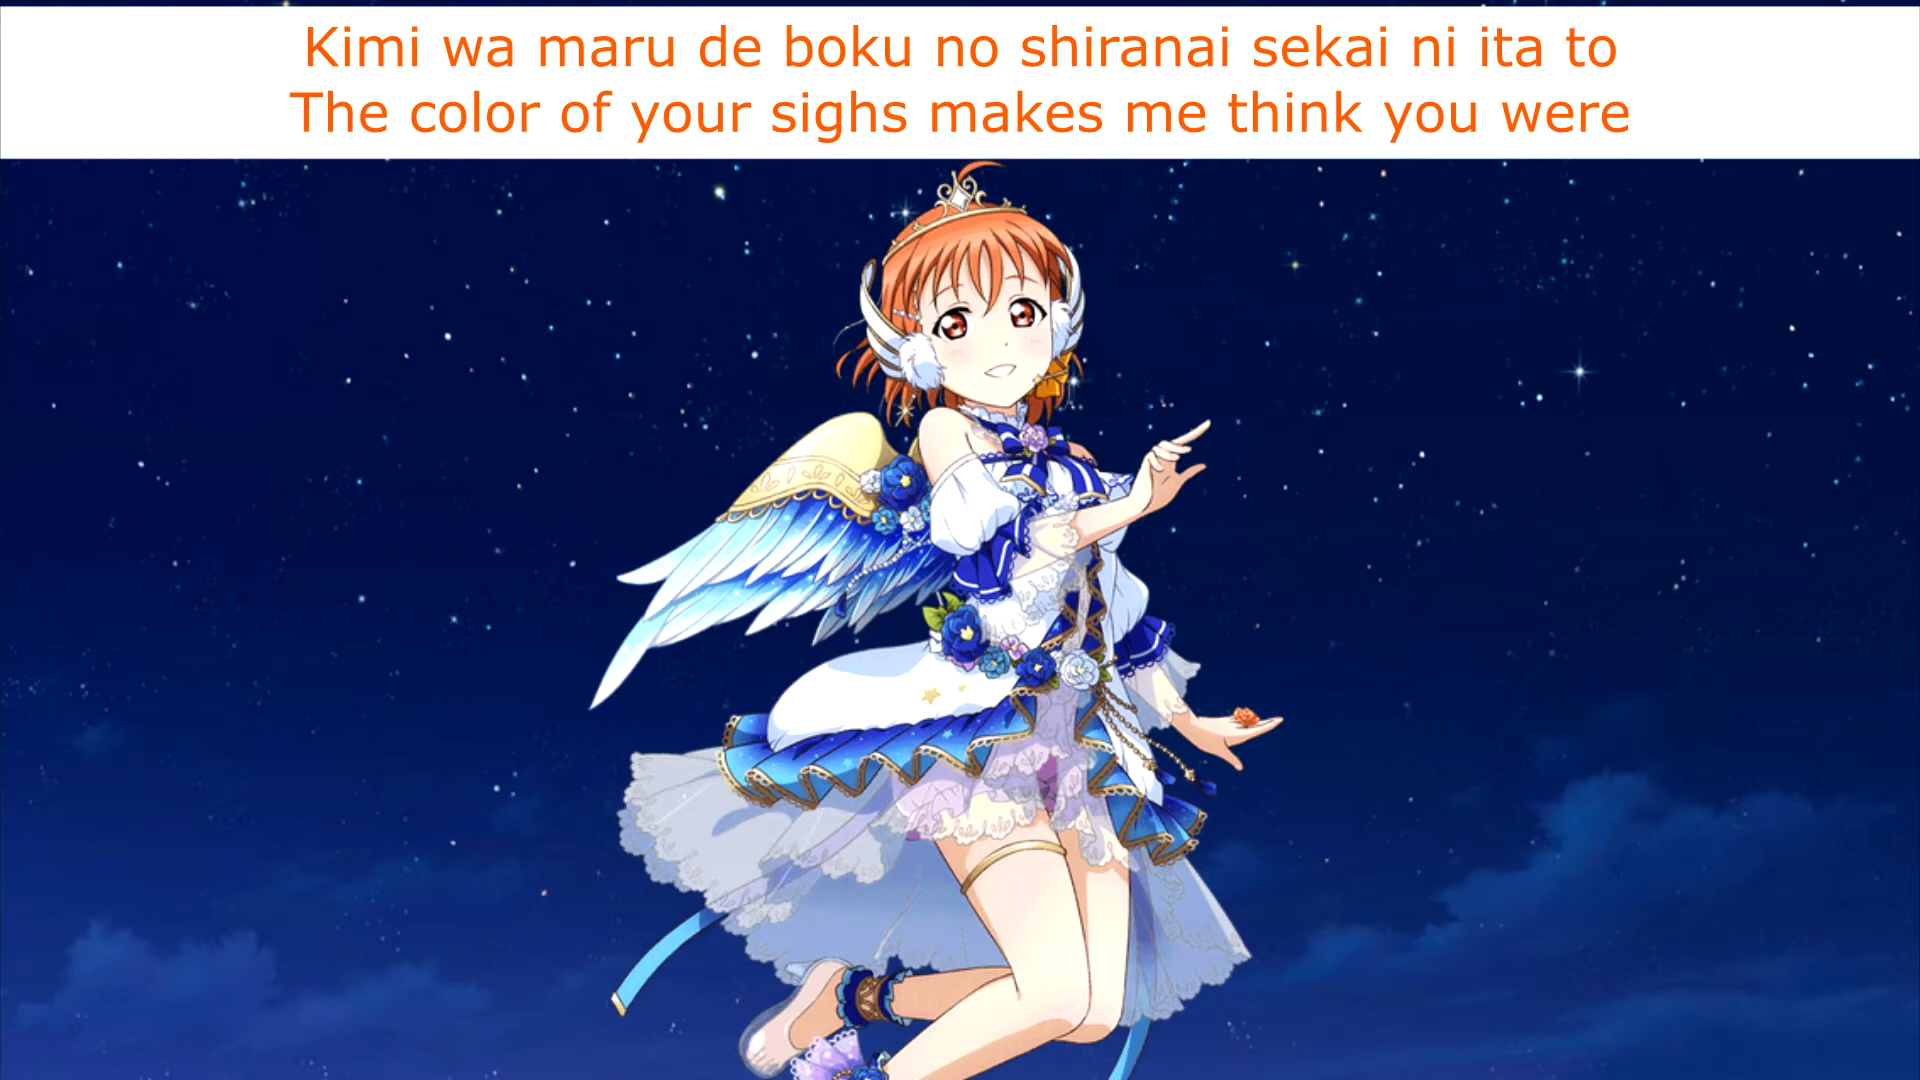 Kimi wa maru de boku no shiranai sekai ni ita to
The color of your sighs makes me think you were